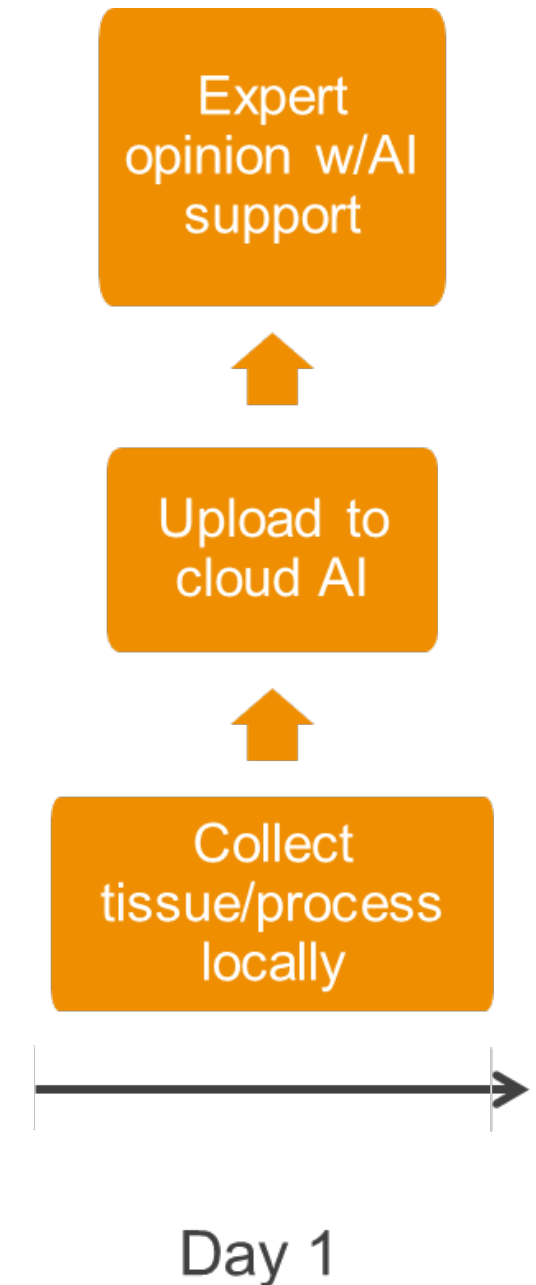 Expert
opinion w/AI
support
Upload to
cloud AI
Collect
tissue/process
locally
Day 1